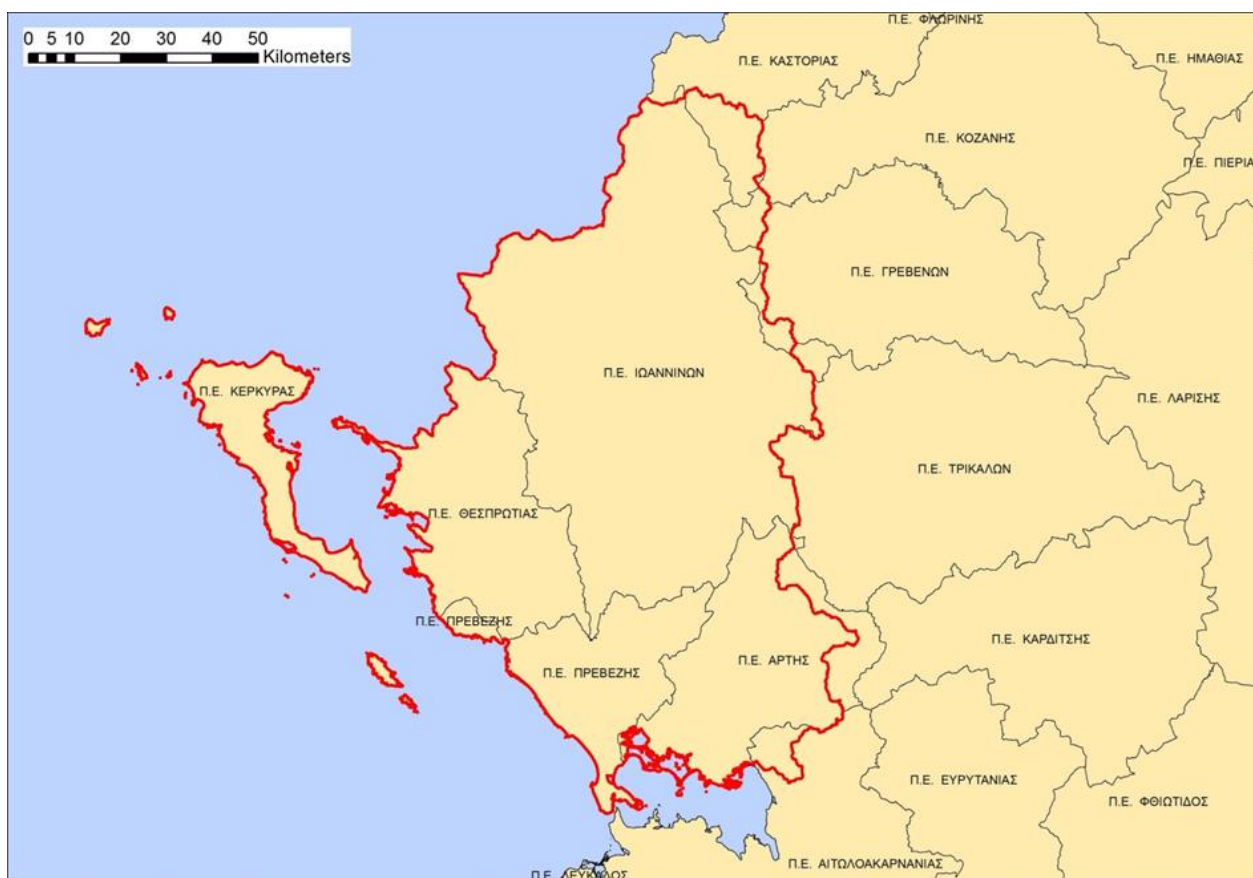 0 5 10 20 30 40 50
Kilometers
Π.Ε. ΦΛΩΡΙΝΗΣ
Π.Ε. ΚΑΣΤΟΡΙΑΣ
Π.Ε. ΗΜΑΘΙΑΣ
Π.Ε. ΚΟΖΑΝΗΣ
Π.Ε. ΠΙΕΡΙΑ
Π.Ε. ΓΡΕΒΕΝΩΝ
Π.Ε. ΙΩΑΝΝΙΝΩΝ
Π.Ε. ΚΕΡΚΥΡΑΣ
Π.Ε. ΛΑΡΙΣΗΣ
Π.Ε. ΤΡΙΚΑΛΩΝ
Π.Ε. ΘΕΣΠΡΩΤΙΑΣ
Π.Ε. ΠΡΕΒΕΖΗΣ
Π.Ε. ΚΑΡΔΙΤΣΗΣ
Π.Ε. ΑΡΤΗΣ
Π.Ε. ΠΡΕΒΕΖΗΣ
Π.Ε. ΕΥΡΥΤΑΝΙΑΣ
Π.Ε. ΦΘΙΩΤΙΔΟΣ
Π.Ε. ΑΙΤΩΛΟΑΚΑΡΝΑΝΙΑΣ
Π.Ε. ΛΕΥΚΑΔΟΣ